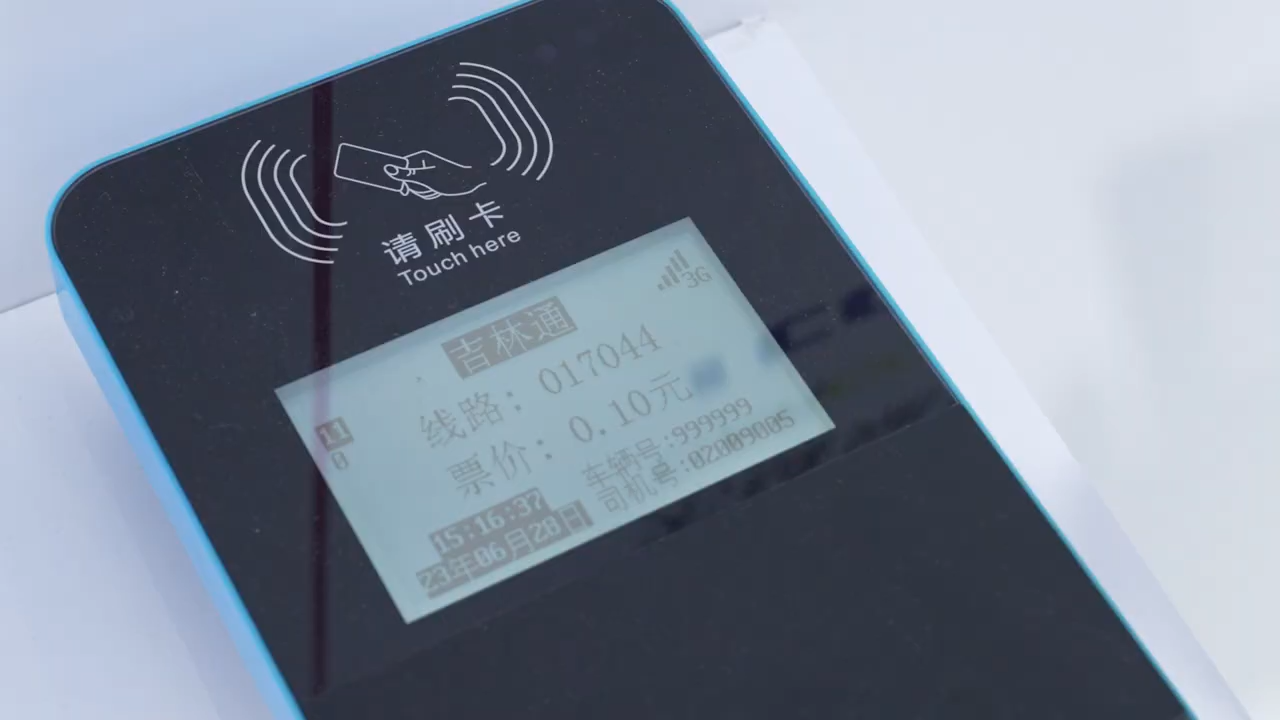 请刷卡
Touch here
3G
吉林通
线路：017044
票价：0.10元
11
0
车辆号:999999
司机号:02009005
15:16:37
23年06月28日